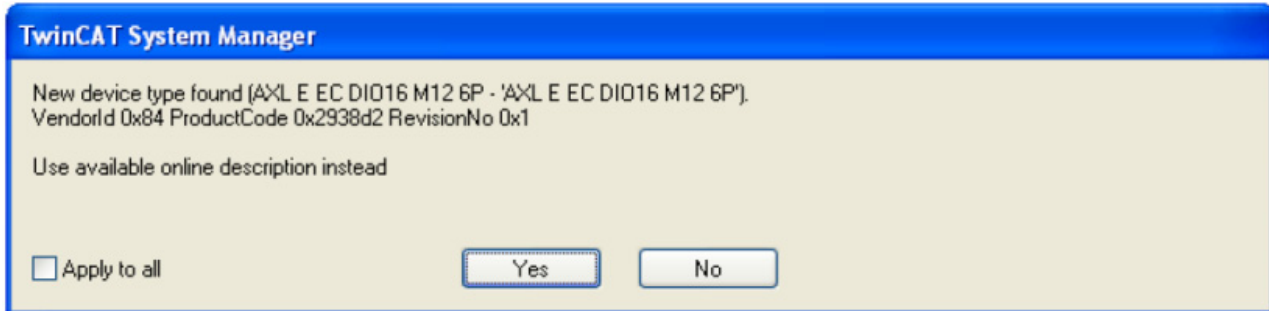 TwinCAT System Manager
New device type found (AXL E EC DIO16 M12 6P - 'AXL E EC DIO16 M12 6P').
VendorId 0x84 ProductCode 0x2938d2 RevisionNo 0x1
Use available online description instead
Apply to all
Yes
No